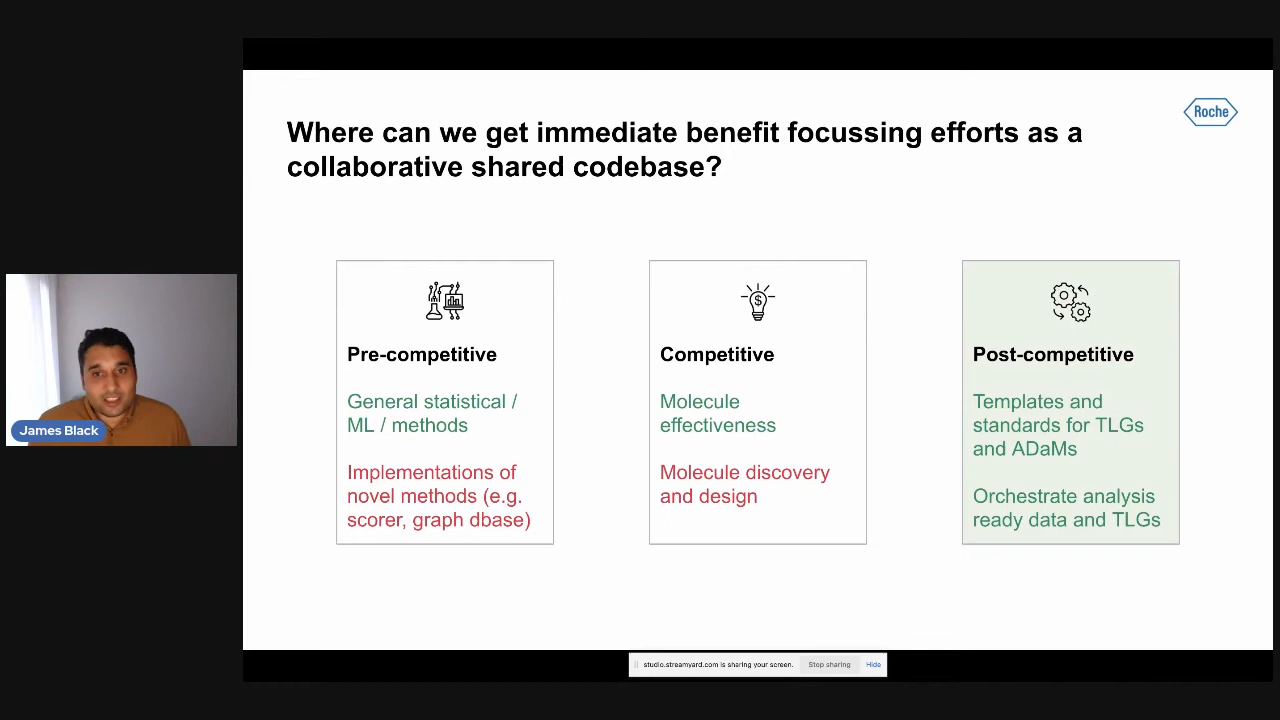 Roche
Where can we get immediate benefit focussing efforts as a
collaborative shared codebase?
Pre-competitive
General statistical /
ML / methods
Implementations of
novel methods (e.g.
scorer, graph dbase)
Competitive
Molecule
effectiveness
Molecule discovery
and design
Post-competitive
Templates and
standards for TLGs
and ADaMs
Orchestrate analysis
ready data and TLGs
James Black
studio.streamyard.com is sharing your screen.
Stop sharing
Hide